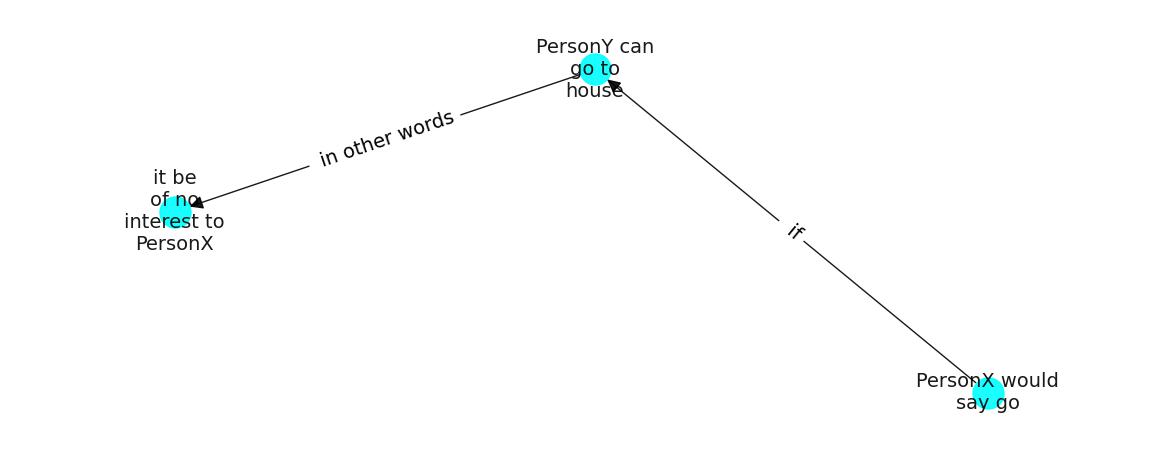 PersonY can
go to
house
in other words
it be
of no
interest to
PersonX
if
PersonX would
say go